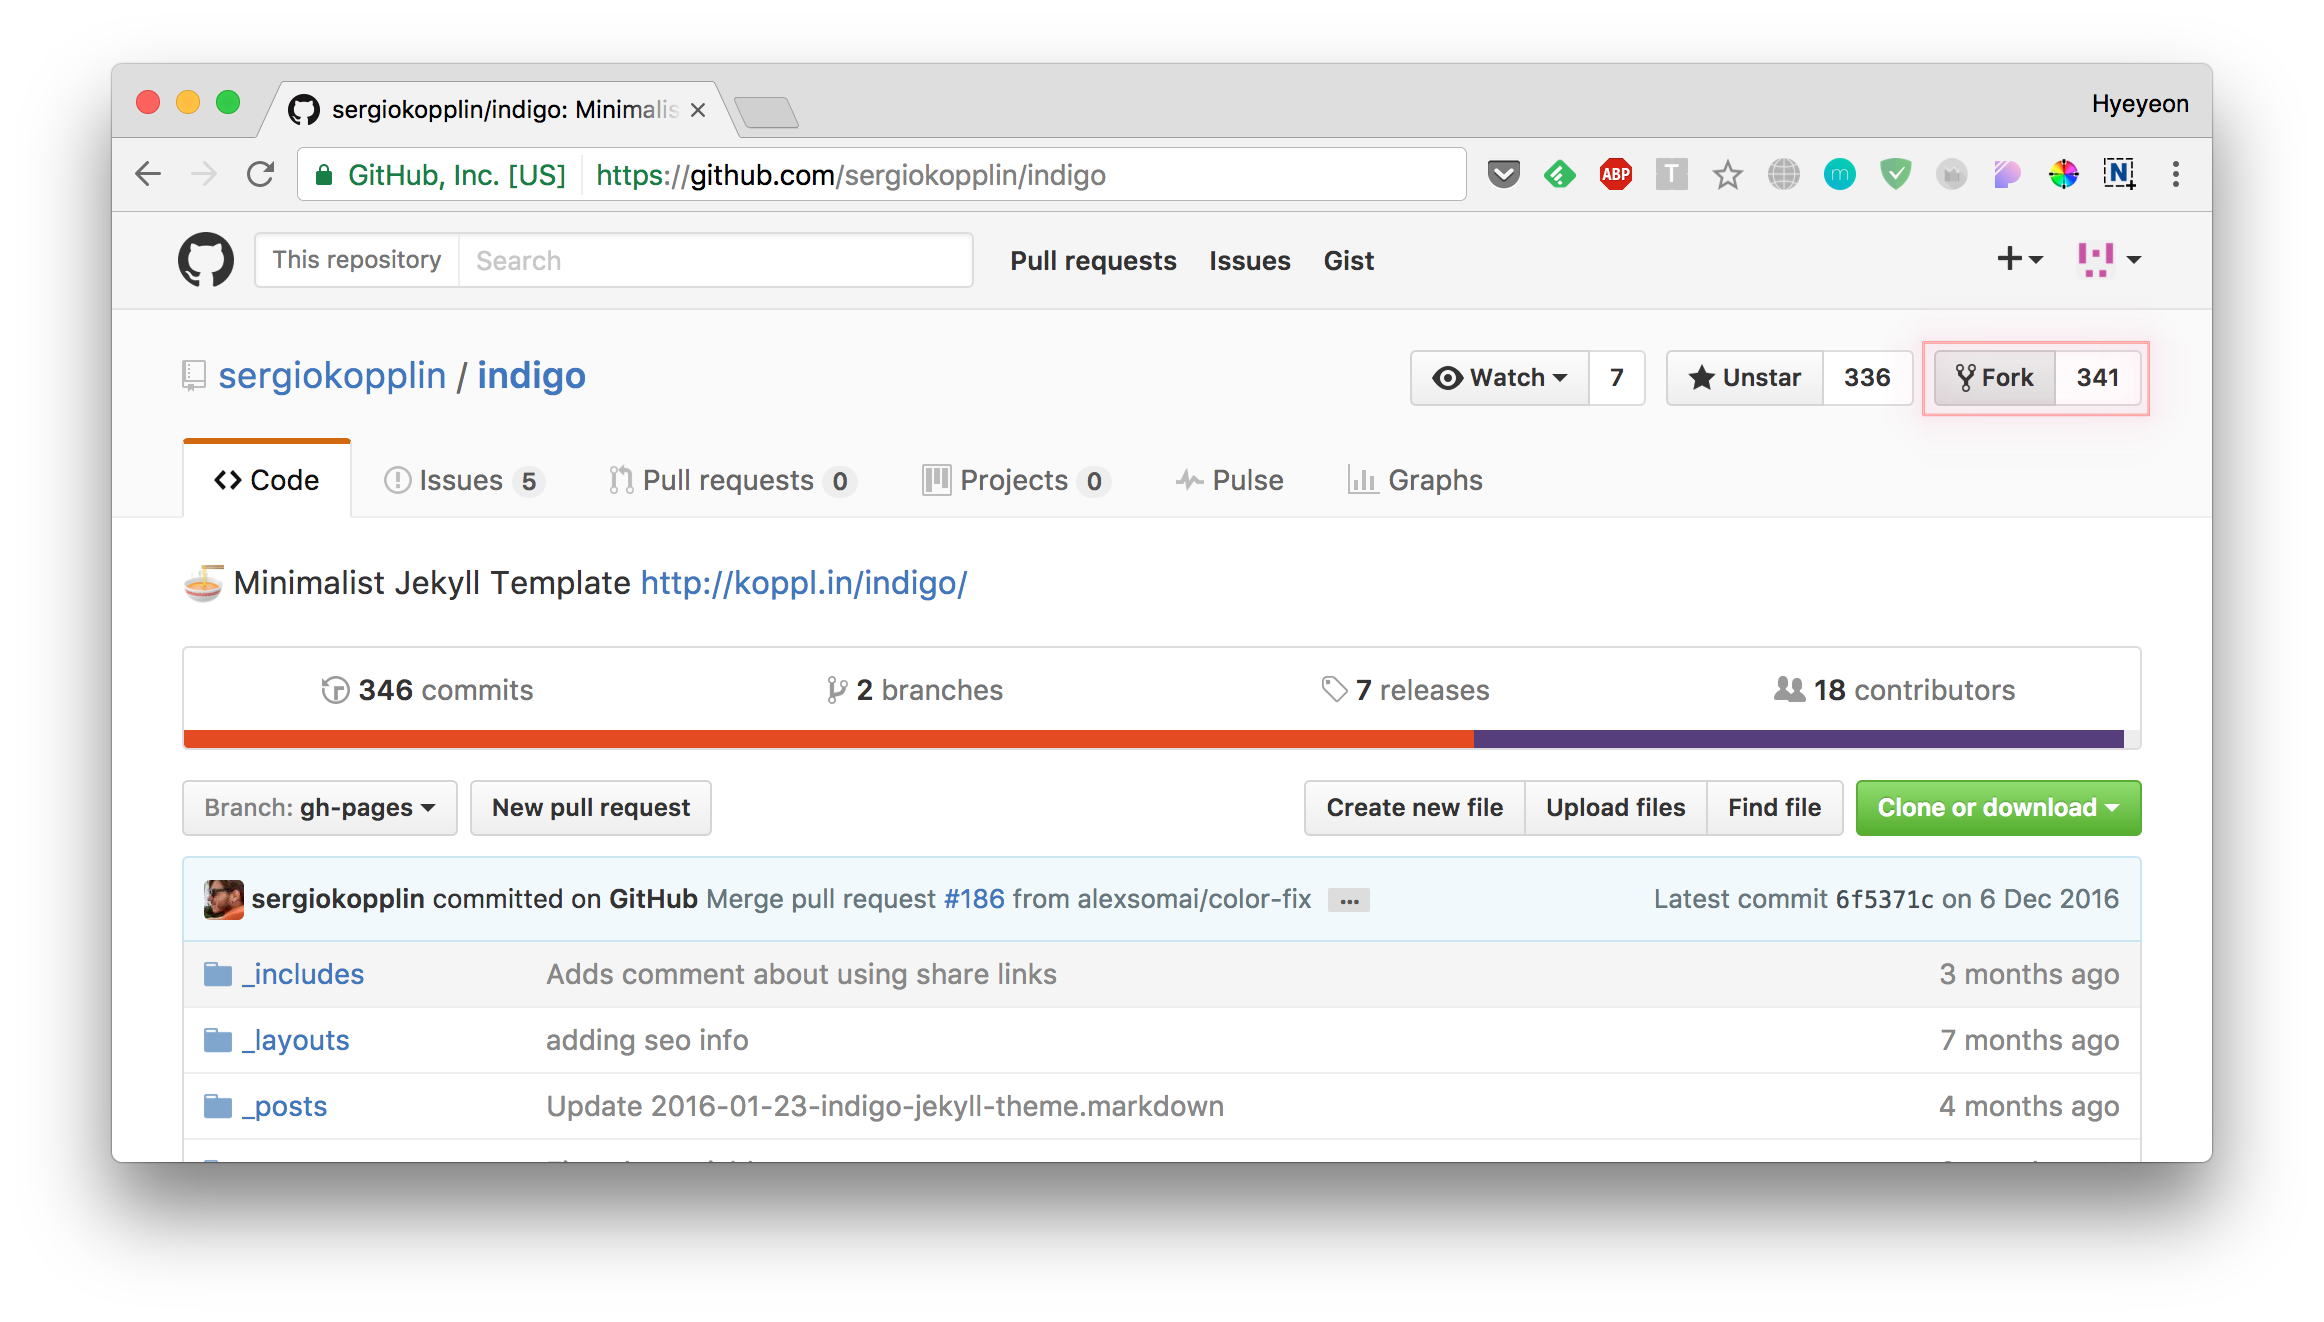 sergiokopplin/indigo: Minimalis
Hyeyeon
GitHub, Inc. [US] https://github.com/sergiokopplin/indigo
ABP T m N
This repository Search Pull requests Issues Gist
sergiokopplin / indigo Watch 7 Unstar 336 Fork 341
Code Issues 5 Pull requests 0 Projects 0 Pulse Graphs
Minimalist Jekyll Template http://koppl.in/indigo/
346 commits 2 branches 7 releases 18 contributors
Branch: gh-pages New pull request Create new file Upload files Find file Clone or download
sergiokopplin committed on GitHub Merge pull request #186 from alexsomai/color-fix ... Latest commit 6f5371c on 6 Dec 2016
_includes Adds comment about using share links 3 months ago
_layouts adding seo info 7 months ago
_posts Update 2016-01-23-indigo-jekyll-theme.markdown 4 months ago